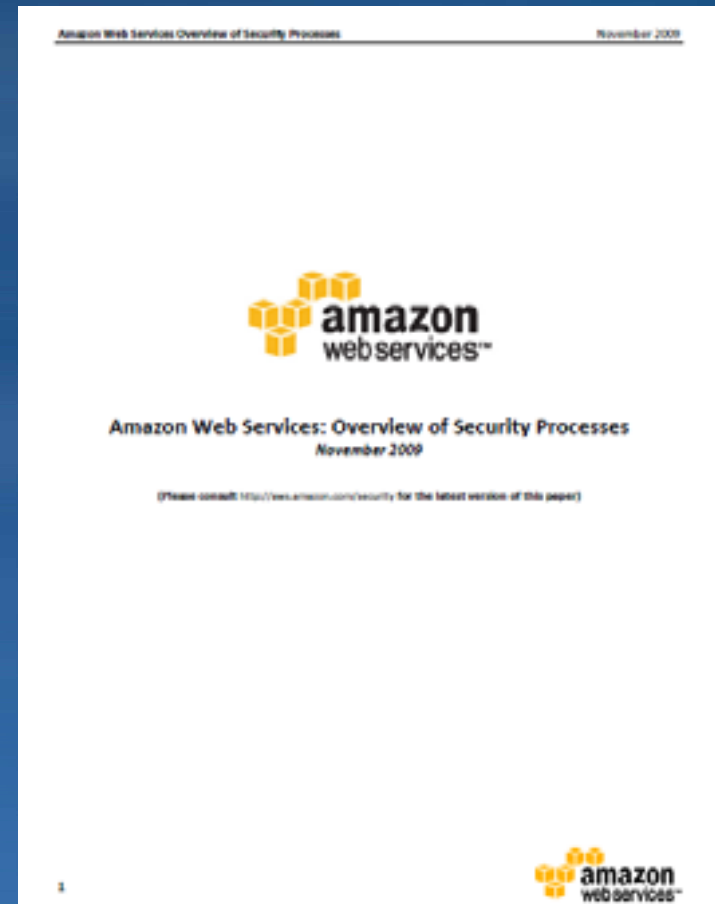 Amazon Web Services Overview of Security Processes November 2009
amazon
webservices™
Amazon Web Services: Overview of Security Processes
November 2009
(Please consult http://aws.amazon.com/security for the latest version of this paper)
1
amazon
webservices™